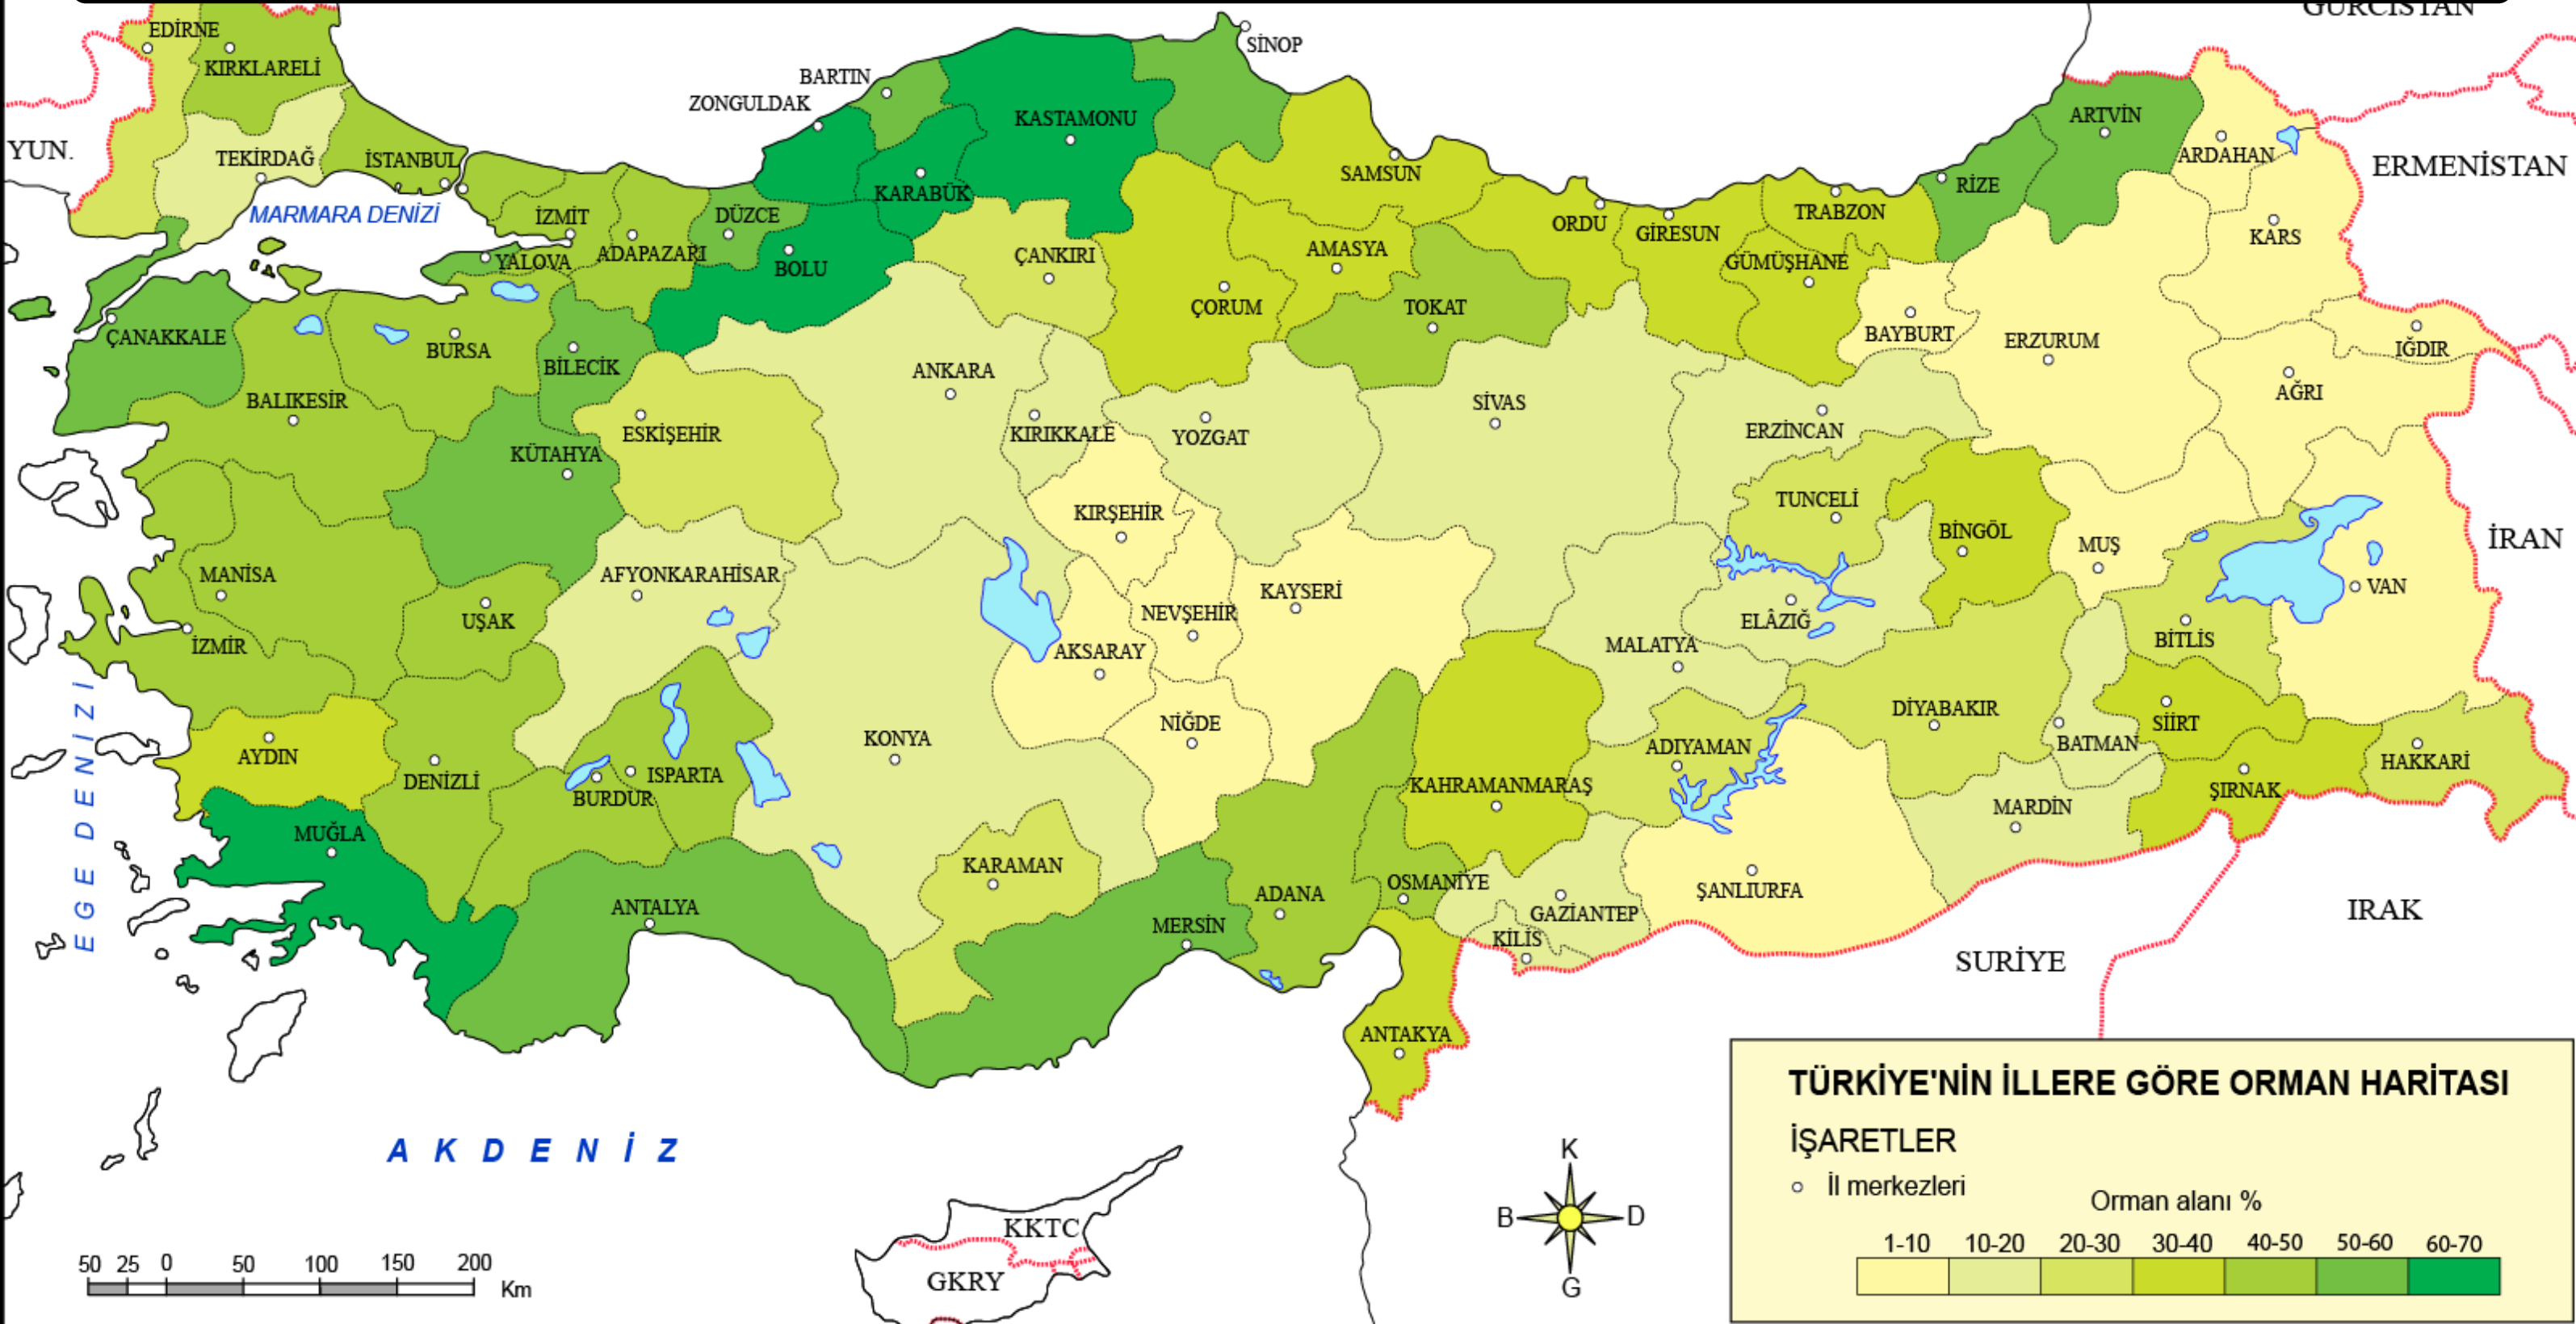 GÜRCİSTAN
EDİRNE
KIRKLARELİ
SİNOP
BARTIN
ZONGULDAK
KASTAMONU
ARTVİN
YUN.
TEKİRDAĞ
İSTANBUL
KARABÜK
SAMSUN
RİZE
ARDAHAN
ERMENİSTAN
MARMARA DENİZİ
İZMİT
DÜZCE
ORDU
GİRESUN
TRABZON
KARS
YALOVA
ADAPAZARI
BOLU
ÇANKIRI
AMASYA
GÜMÜŞHANE
ÇANAKKALE
BURSA
BİLECİK
ÇORUM
TOKAT
BAYBURT
ERZURUM
IĞDIR
BALIKESİR
ANKARA
AĞRI
ESKİŞEHİR
KIRIKKALE
YOZGAT
SİVAS
ERZİNCAN
KÜTAHYA
KIRŞEHİR
TUNCELİ
BİNGÖL
MUŞ
İRAN
MANİSA
AFYONKARAHİSAR
KAYSERİ
VAN
UŞAK
NEVŞEHİR
ELÂZIĞ
İZMİR
AKSARAY
MALATYA
BİTLİS
EGE DENİZİ
AYDIN
DENİZLİ
BURDUR
ISPARTA
KONYA
NİĞDE
KAHRAMANMARAŞ
ADIYAMAN
DİYABAKIR
BATMAN
SİİRT
ŞIRNAK
HAKKARİ
MUĞLA
KARAMAN
MARDİN
ANTALYA
MERSİN
ADANA
OSMANİYE
GAZİANTEP
KİLİS
ŞANLIURFA
IRAK
SURİYE
ANTAKYA
AKDENİZ
KKTC
GKRY
50 25 0 50 100 150 200
Km
K
B D
G
TÜRKİYE'NİN İLLERE GÖRE ORMAN HARİTASI
İŞARETLER
İl merkezleri
Orman alanı %
1-10 10-20 20-30 30-40 40-50 50-60 60-70